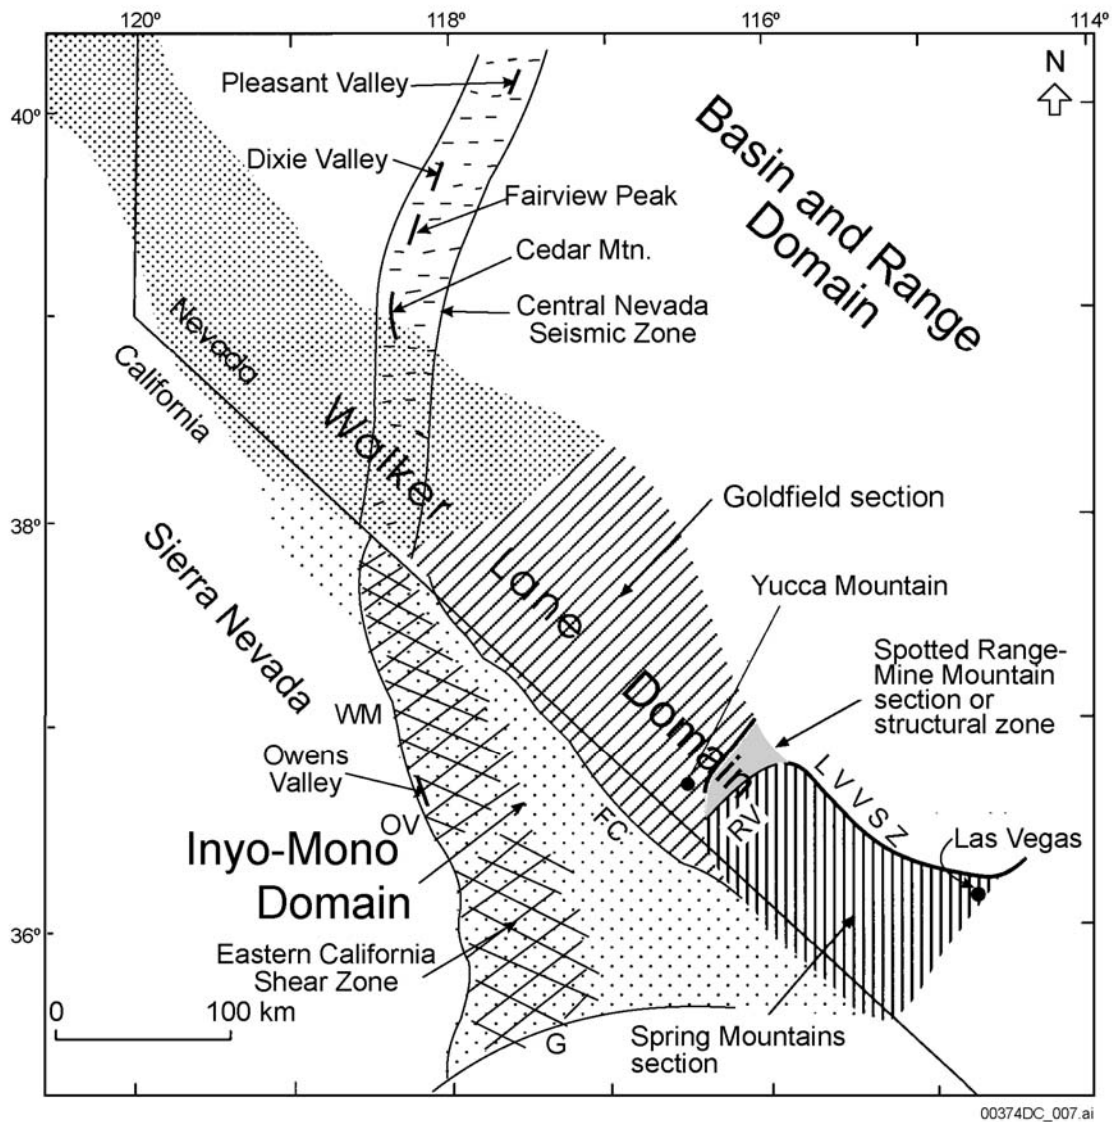 120º
118º
116º
114º
N
40º
38º
36º
Pleasant Valley
Dixie Valley
Fairview Peak
Cedar Mtn.
Central Nevada
Seismic Zone
Basin and Range
Domain
Nevada
California
Walker
Lane
Domain
Goldfield section
Yucca Mountain
Spotted Range-
Mine Mountain
section or
structural zone
Sierra Nevada
WM
Owens
Valley
OV
FC
RV
LVVSZ
Las Vegas
Inyo-Mono
Domain
Eastern California
Shear Zone
0
100 km
G
Spring Mountains
section
00374DC_007.ai